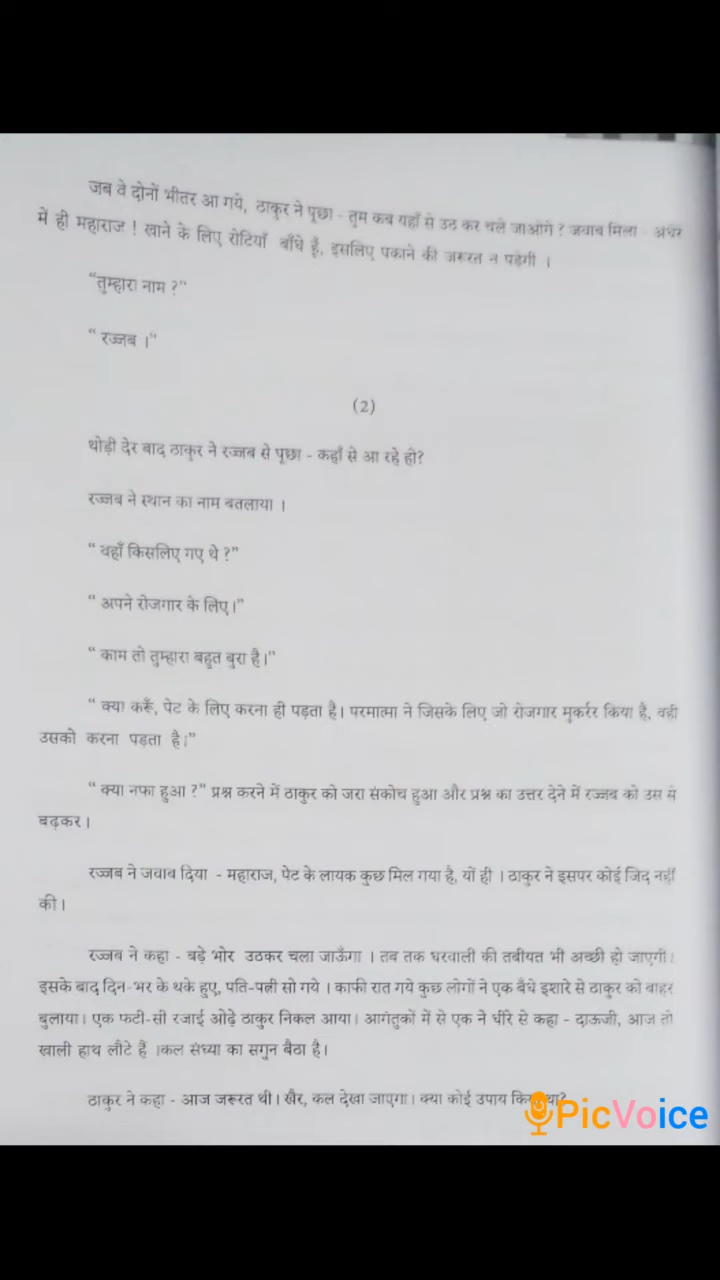 जब वे दोनों भीतर आ गये, ठाकुर ने पूछा - तुम कब यहाँ से उठ कर चले जाओगे ? जवाब मिला - अंधेरे
में ही महाराज ! खाने के लिए रोटियाँ बाँधे हूँ, इसलिए पकाने की जरूरत न पड़ेगी ।
“तुम्हारा नाम ?”
“ रज्जब ।”
(2)
थोड़ी देर बाद ठाकुर ने रज्जब से पूछा - कहाँ से आ रहे हो?
रज्जब ने स्थान का नाम बतलाया ।
“ वहाँ किसलिए गए थे ?”
“ अपने रोजगार के लिए।”
“ काम तो तुम्हारा बहुत बुरा है।”
“ क्या करूँ, पेट के लिए करना ही पड़ता है। परमात्मा ने जिसके लिए जो रोजगार मुकर्रर किया है, वही
उसको करना पड़ता है।”
“ क्या नफा हुआ ?” प्रश्न करने में ठाकुर को जरा संकोच हुआ और प्रश्न का उत्तर देने में रज्जब को उस से
बढ़कर ।
रज्जब ने जवाब दिया - महाराज, पेट के लायक कुछ मिल गया है, यों ही । ठाकुर ने इसपर कोई जिद नहीं
की ।
रज्जब ने कहा - बड़े भोर उठकर चला जाऊँगा । तब तक घरवाली की तबीयत भी अच्छी हो जाएगी।
इसके बाद दिन-भर के थके हुए, पति-पत्नी सो गये । काफी रात गये कुछ लोगों ने एक बँधे इशारे से ठाकुर को बाहर
बुलाया। एक फटी-सी रजाई ओढ़े ठाकुर निकल आया। आगंतुकों में से एक ने धीरे से कहा - दाऊजी, आज तो
खाली हाथ लौटे हैं ।कल संध्या का सगुन बैठा है।
ठाकुर ने कहा - आज जरूरत थी। खैर, कल देखा जाएगा। क्या कोई उपाय किया था?
PicVoice